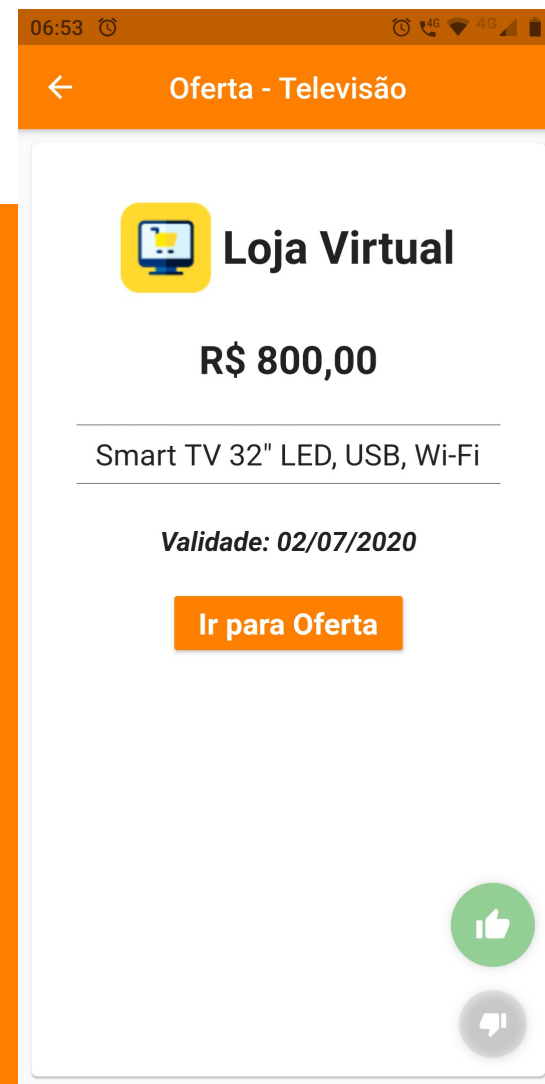 06:53 4G 4G
Oferta - Televisão
Loja Virtual
R$ 800,00
Smart TV 32" LED, USB, Wi-Fi
Validade: 02/07/2020
Ir para Oferta